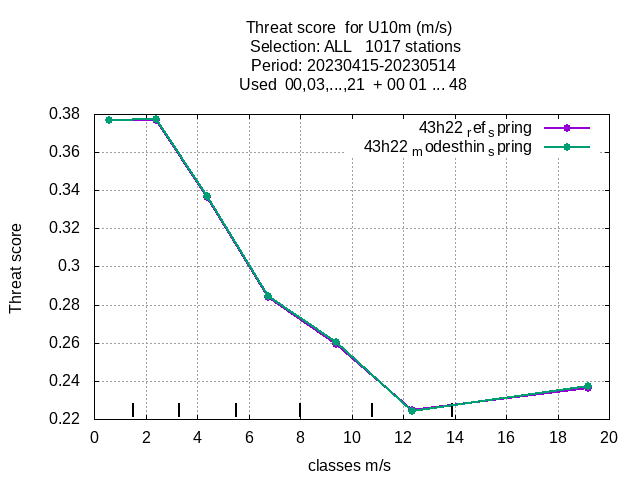 Threat score  for U10m (m/s)
Selection: ALL   1017 stations
Period: 20230415-20230514
Used  00,03,...,21  + 00 01 ... 48
0.38
0.36
0.34
0.32
0.3
0.28
0.26
0.24
0.22
Threat score
43h22 ref spring
43h22 modesthin spring
0 2 4 6 8 10 12 14 16 18 20
classes m/s